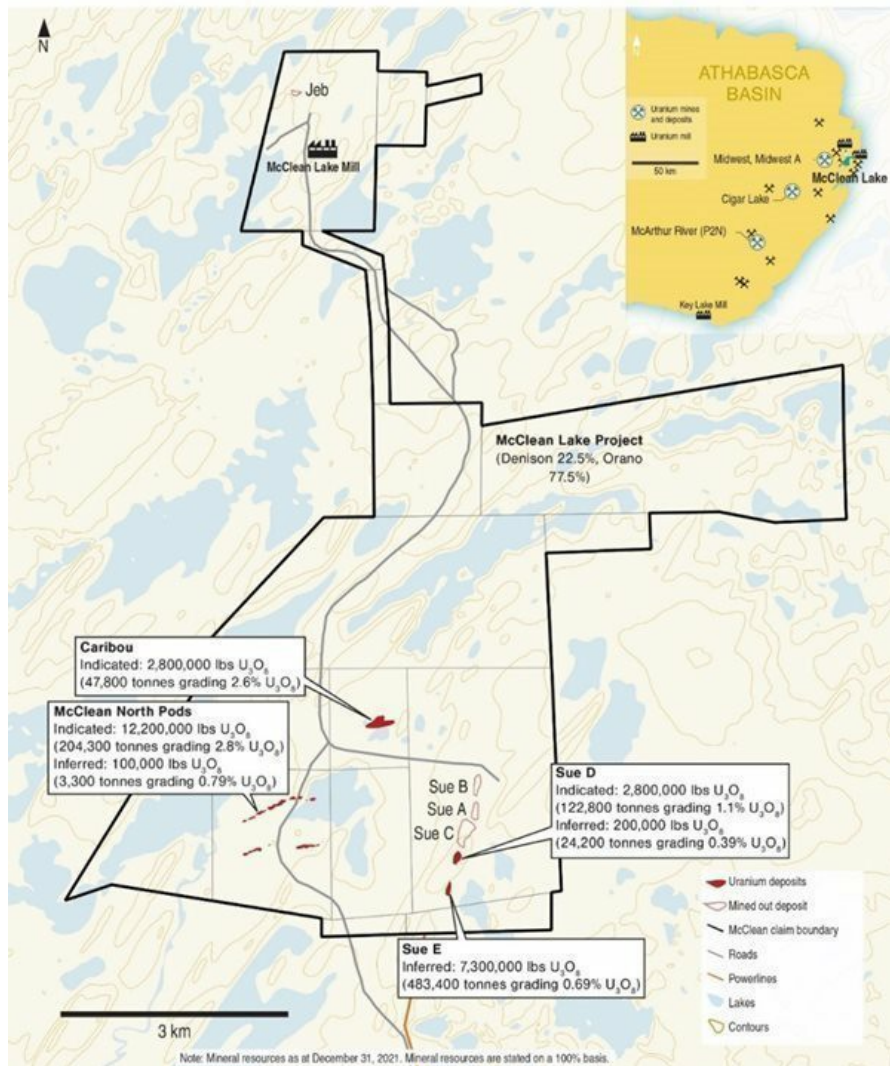 N
Jeb
McClean Lake Mill
N
ATHABASCA
BASIN
Uranium mines
and deposits
Uranium mill
50 km
Midwest, Midwest A
McClean Lake
Cigar Lake
McArthur River (P2N)
Key Lake Mill
McClean Lake Project
(Denison 22.5%, Orano
77.5%)
Caribou
Indicated: 2,800,000 lbs U₃O₈
(47,800 tonnes grading 2.6% U₃O₈)
McClean North Pods
Indicated: 12,200,000 lbs U₃O₈
(204,300 tonnes grading 2.8% U₃O₈)
Inferred: 100,000 lbs U₃O₈
(3,300 tonnes grading 0.79% U₃O₈)
Sue B
Sue A
Sue C
Sue D
Indicated: 2,800,000 lbs U₃O₈
(122,800 tonnes grading 1.1% U₃O₈)
Inferred: 200,000 lbs U₃O₈
(24,200 tonnes grading 0.39% U₃O₈)
Sue E
Inferred: 7,300,000 lbs U₃O₈
(483,400 tonnes grading 0.69% U₃O₈)
Uranium deposits
Mined out deposit
McClean claim boundary
Roads
Powerlines
Lakes
Contours
3 km
Note: Mineral resources as at December 31, 2021. Mineral resources are stated on a 100% basis.